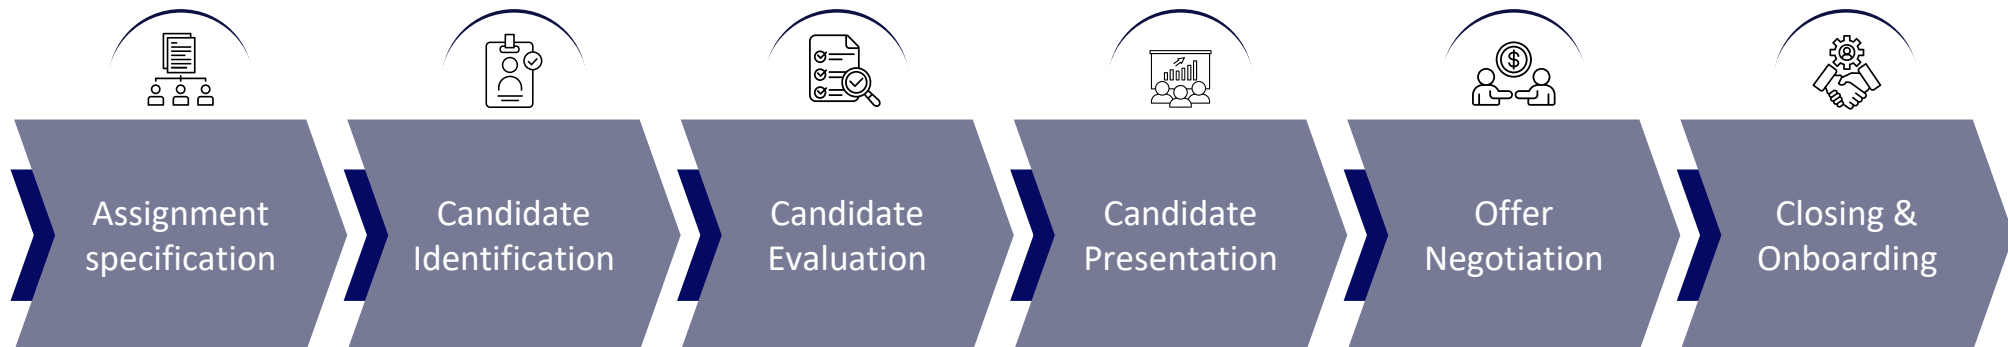 Assignment
specification
Candidate
Identification
Candidate
Evaluation
Candidate
Presentation
Offer
Negotiation
Closing &
Onboarding